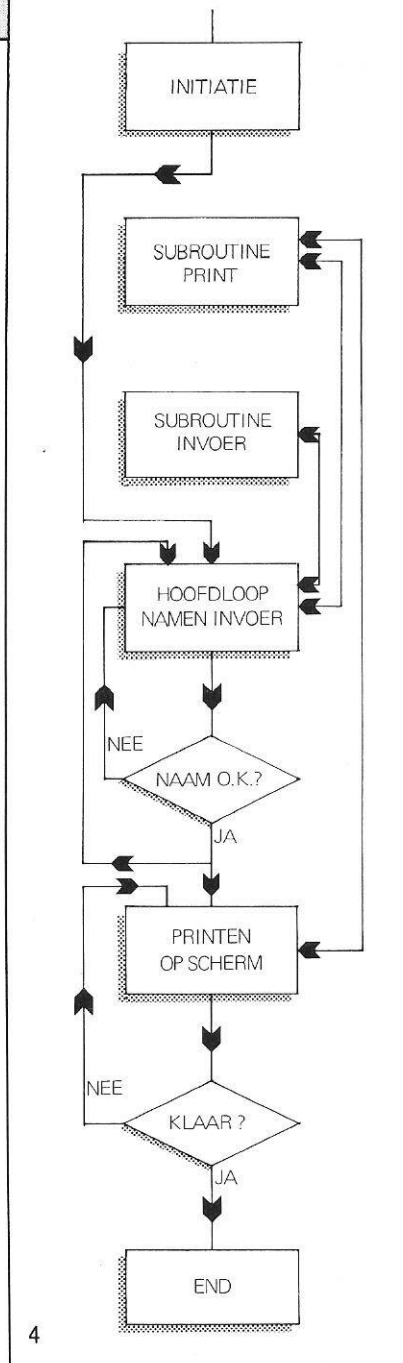 INITIATIE
SUBROUTINE
PRINT
SUBROUTINE
INVOER
HOOFDLOOP
NAMEN INVOER
NEE
NAAM O.K.?
JA
PRINTEN
OP SCHERM
NEE
KLAAR ?
JA
END
4